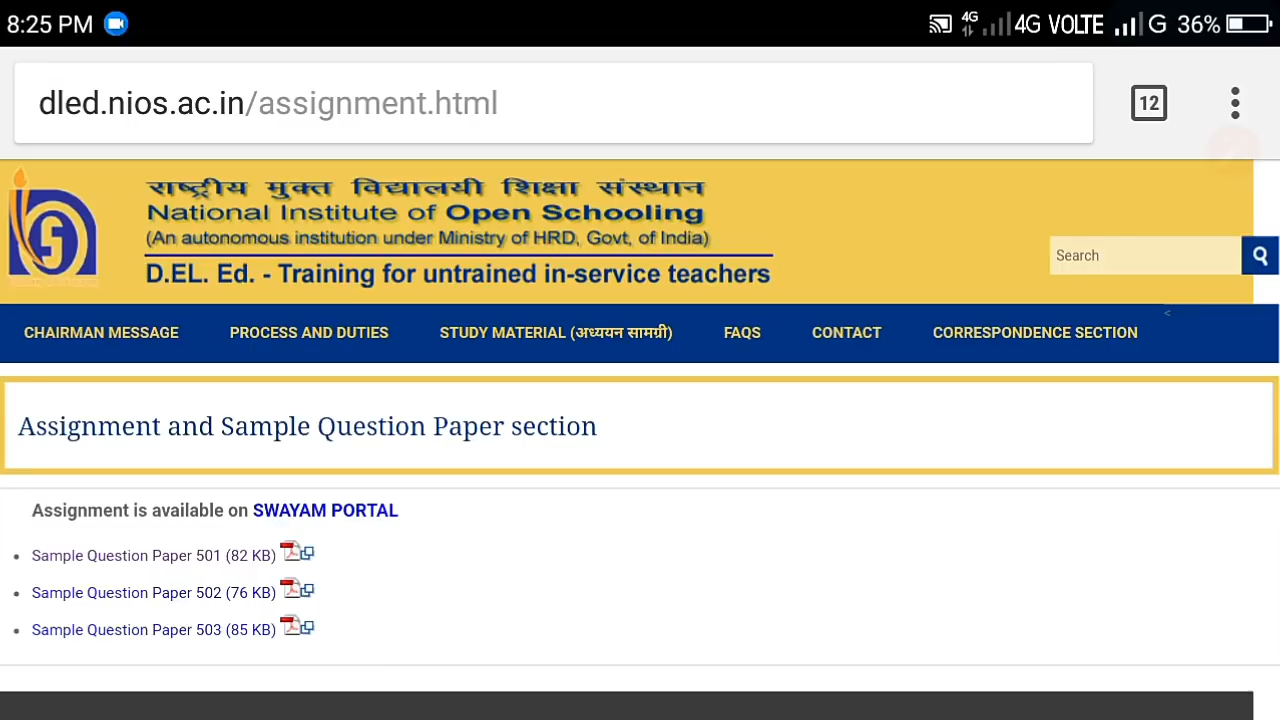 8:25 PM 4G 4G VOLTE G 36%
dled.nios.ac.in/assignment.html 12
राष्ट्रीय मुक्त विद्यालयी शिक्षा संस्थान
National Institute of Open Schooling
(An autonomous institution under Ministry of HRD, Govt, of India)
D.EL. Ed. - Training for untrained in-service teachers
Search
CHAIRMAN MESSAGE PROCESS AND DUTIES STUDY MATERIAL (अध्ययन सामग्री) FAQS CONTACT CORRESPONDENCE SECTION <
Assignment and Sample Question Paper section
Assignment is available on SWAYAM PORTAL
• Sample Question Paper 501 (82 KB)
• Sample Question Paper 502 (76 KB)
• Sample Question Paper 503 (85 KB)